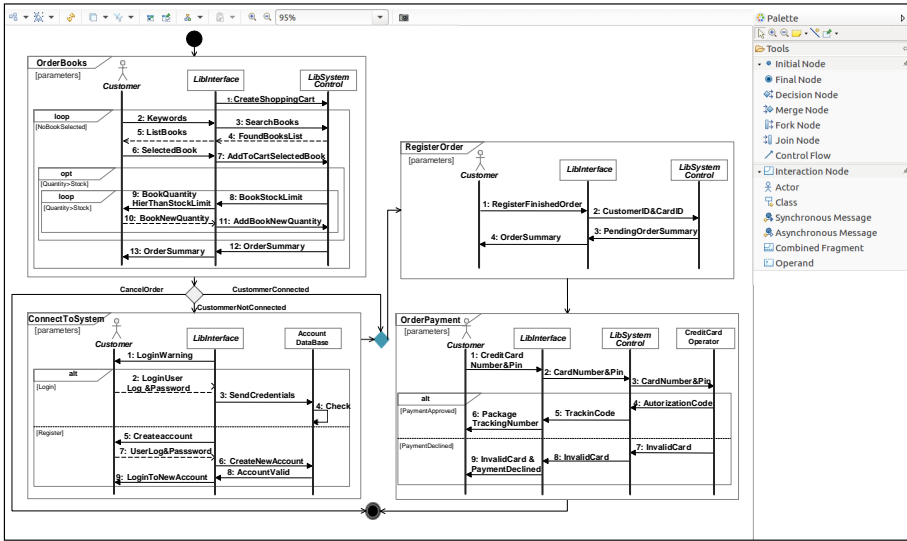 95%
OrderBooks
[parameters]
Customer
LibInterface
LibSystem
Control
1: CreateShoppingCart
loop
[NoBookSelected]
2: Keywords
3: SearchBooks
4: FoundBooksList
5: ListBooks
6: SelectedBook
7: AddToCartSelectedBook
opt
[Quantity>Stock]
loop
[Quantity>Stock]
8: BookStockLimit
9: BookQuantity
HierThanStockLimit
10: BookNewQuantity
11: AddBookNewQuantity
12: OrderSummary
13: OrderSummary
CancelOrder
CustommerConnected
CustommerNotConnected
ConnectToSystem
[parameters]
Customer
LibInterface
Account
DataBase
1: LoginWarning
alt
[Login]
2: LoginUser
Log &Password
3: SendCredentials
4: Check
[Register]
5: Createaccount
7: UserLog&Passsword
6: CreateNewAccount
8: AccountValid
9: LoginToNewAccount
RegisterOrder
[parameters]
Customer
LibInterface
LibSystem
Control
1: RegisterFinishedOrder
2: CustomerID&CardID
3: PendingOrderSummary
4: OrderSummary
OrderPayment
[parameters]
Customer
LibInterface
LibSystem
Control
CreditCard
Operator
1: CreditCard
Number&Pin
2: CardNumber&Pin
3: CardNumber&Pin
alt
[PaymentApproved]
4: AutorizationCode
5: TrackinCode
6: Package
TrackingNumber
[PaymentDeclined]
7: InvalidCard
8: InvalidCard
9: InvalidCard &
PaymentDeclined
Palette
Tools
Initial Node
Final Node
Decision Node
Merge Node
Fork Node
Join Node
Control Flow
Interaction Node
Actor
Class
Synchronous Message
Asynchronous Message
Combined Fragment
Operand